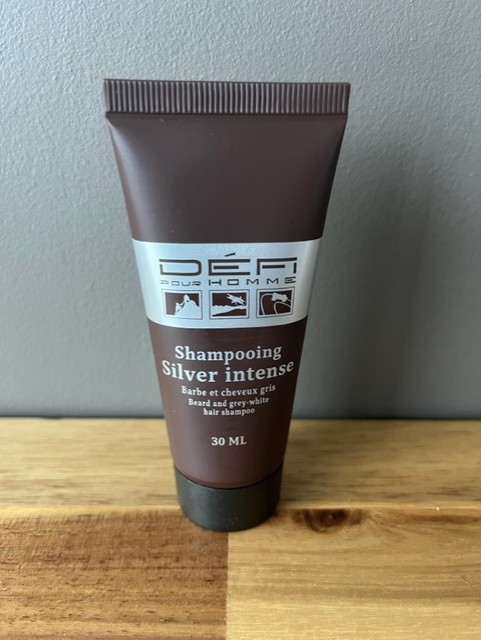 DÉFI
POUR HOMME
Shampooing
Silver intense
Barbe et cheveux gris
Beard and grey-white
hair shampoo
30 ML